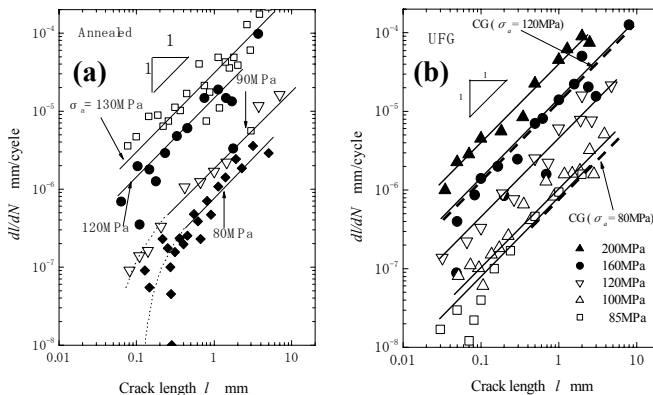 10⁻⁴
10⁻⁵
10⁻⁶
10⁻⁷
10⁻⁸
dl/dN mm/cycle
Annealed
(a)
1
1
90MPa
σₐ= 130MPa
120MPa
80MPa
0.01
0.1
1
10
Crack length l mm
10⁻⁴
10⁻⁵
10⁻⁶
10⁻⁷
10⁻⁸
dl/dN mm/cycle
CG (σₐ=120MPa)
UFG
(b)
1
1
CG (σₐ=80MPa)
200MPa
160MPa
120MPa
100MPa
85MPa
0.01
0.1
1
10
Crack length l mm